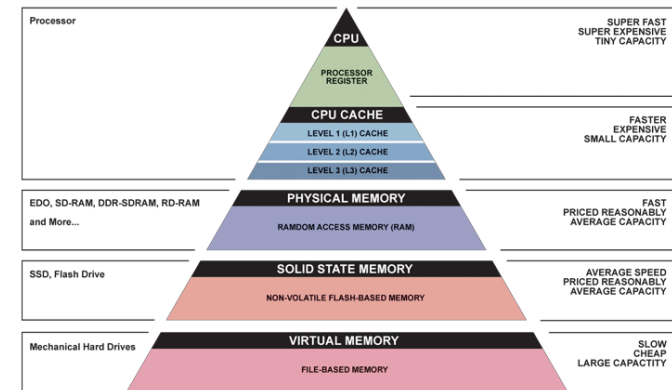 Processor
CPU
PROCESSOR
REGISTER
SUPER FAST
SUPER EXPENSIVE
TINY CAPACITY
CPU CACHE
LEVEL 1 (L1) CACHE
LEVEL 2 (L2) CACHE
LEVEL 3 (L3) CACHE
FASTER
EXPENSIVE
SMALL CAPACITY
EDO, SD-RAM, DDR-SDRAM, RD-RAM
and More...
PHYSICAL MEMORY
RAMDOM ACCESS MEMORY (RAM)
FAST
PRICED REASONABLY
AVERAGE CAPACITY
SSD, Flash Drive
SOLID STATE MEMORY
NON-VOLATILE FLASH-BASED MEMORY
AVERAGE SPEED
PRICED REASONABLY
AVERAGE CAPACITY
Mechanical Hard Drives
VIRTUAL MEMORY
FILE-BASED MEMORY
SLOW
CHEAP
LARGE CAPACTITY